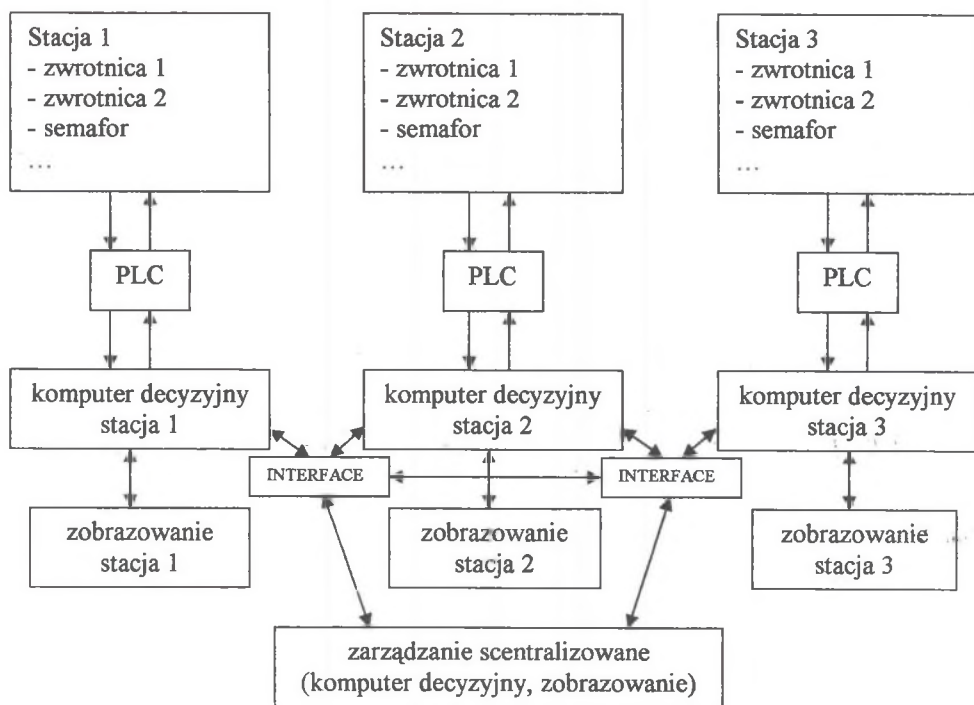 Stacja 1
- zwrotnica 1
- zwrotnica 2
- semafor
...
Stacja 2
- zwrotnica 1
- zwrotnica 2
- semafor
...
Stacja 3
- zwrotnica 1
- zwrotnica 2
- semafor
...
PLC
PLC
PLC
komputer decyzyjny
stacja 1
komputer decyzyjny
stacja 2
komputer decyzyjny
stacja 3
INTERFACE
INTERFACE
zobrazowanie
stacja 1
zobrazowanie
stacja 2
zobrazowanie
stacja 3
zarządzanie scentralizowane
(komputer decyzyjny, zobrazowanie)